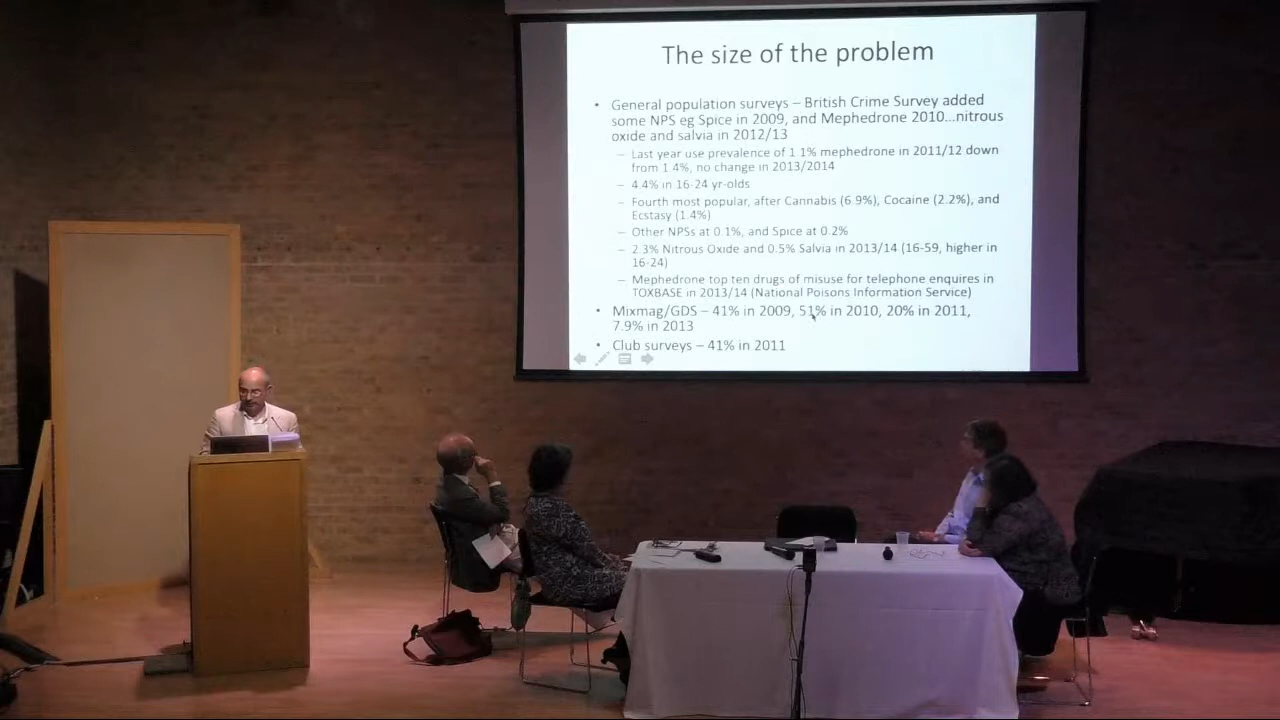 The size of the problem
• General population surveys – British Crime Survey added
some NPS eg Spice in 2009, and Mephedrone 2010...nitrous
oxide and salvia in 2012/13
– Last year use prevalence of 1.1% mephedrone in 2011/12 down
from 1.4%, no change in 2013/2014
– 4.4% in 16-24 yr-olds
– Fourth most popular, after Cannabis (6.9%), Cocaine (2.2%), and
Ecstasy (1.4%)
– Other NPSs at 0.1%, and Spice at 0.2%
– 2.3% Nitrous Oxide and 0.5% Salvia in 2013/14 (16-59, higher in
16-24)
– Mephedrone top ten drugs of misuse for telephone enquires in
TOXBASE in 2013/14 (National Poisons Information Service)
• Mixmag/GDS – 41% in 2009, 51% in 2010, 20% in 2011,
7.9% in 2013
• Club surveys – 41% in 2011